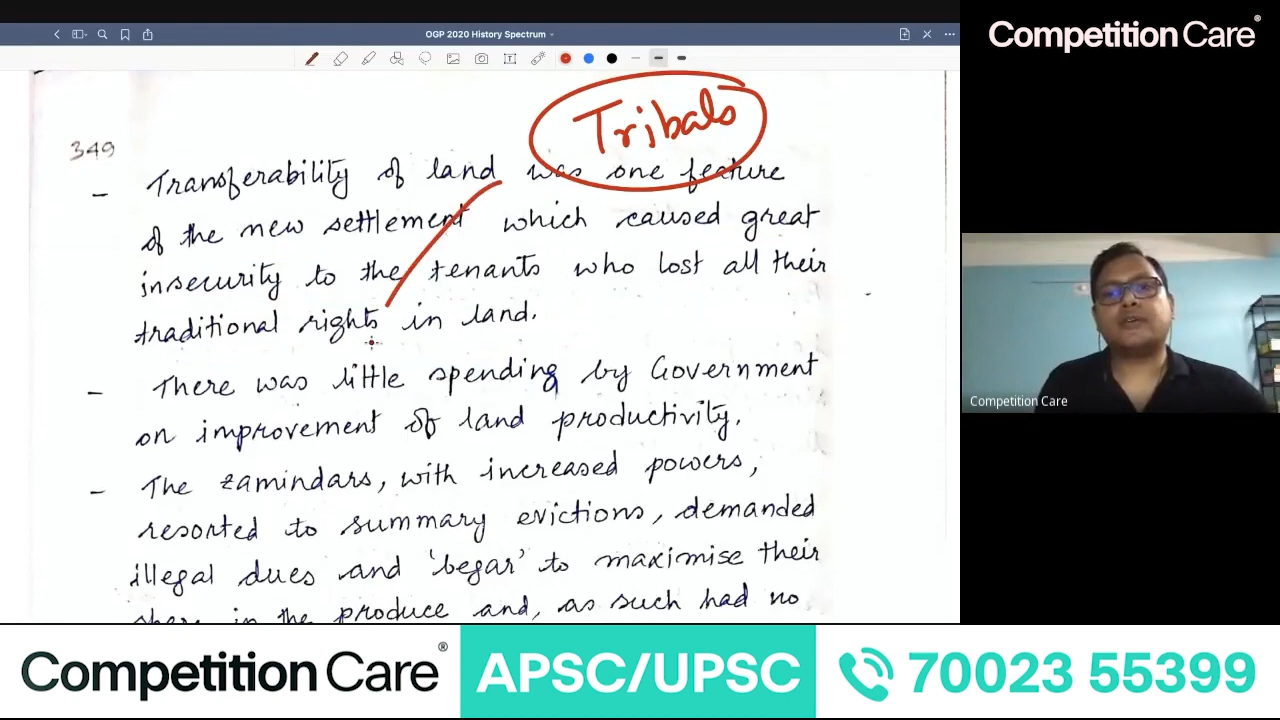 OGP 2020 History Spectrum
Competition Care®
Tribals
349
- Transferability of land was one feature
of the new settlement which caused great
insecurity to the tenants who lost all their
traditional rights in land.
- There was little spending by Government
on improvement of land productivity.
- The zamindars, with increased powers,
resorted to summary evictions, demanded
illegal dues and 'begar' to maximise their
share in the produce and, as such had no
Competition Care
Competition Care®
APSC/UPSC
70023 55399